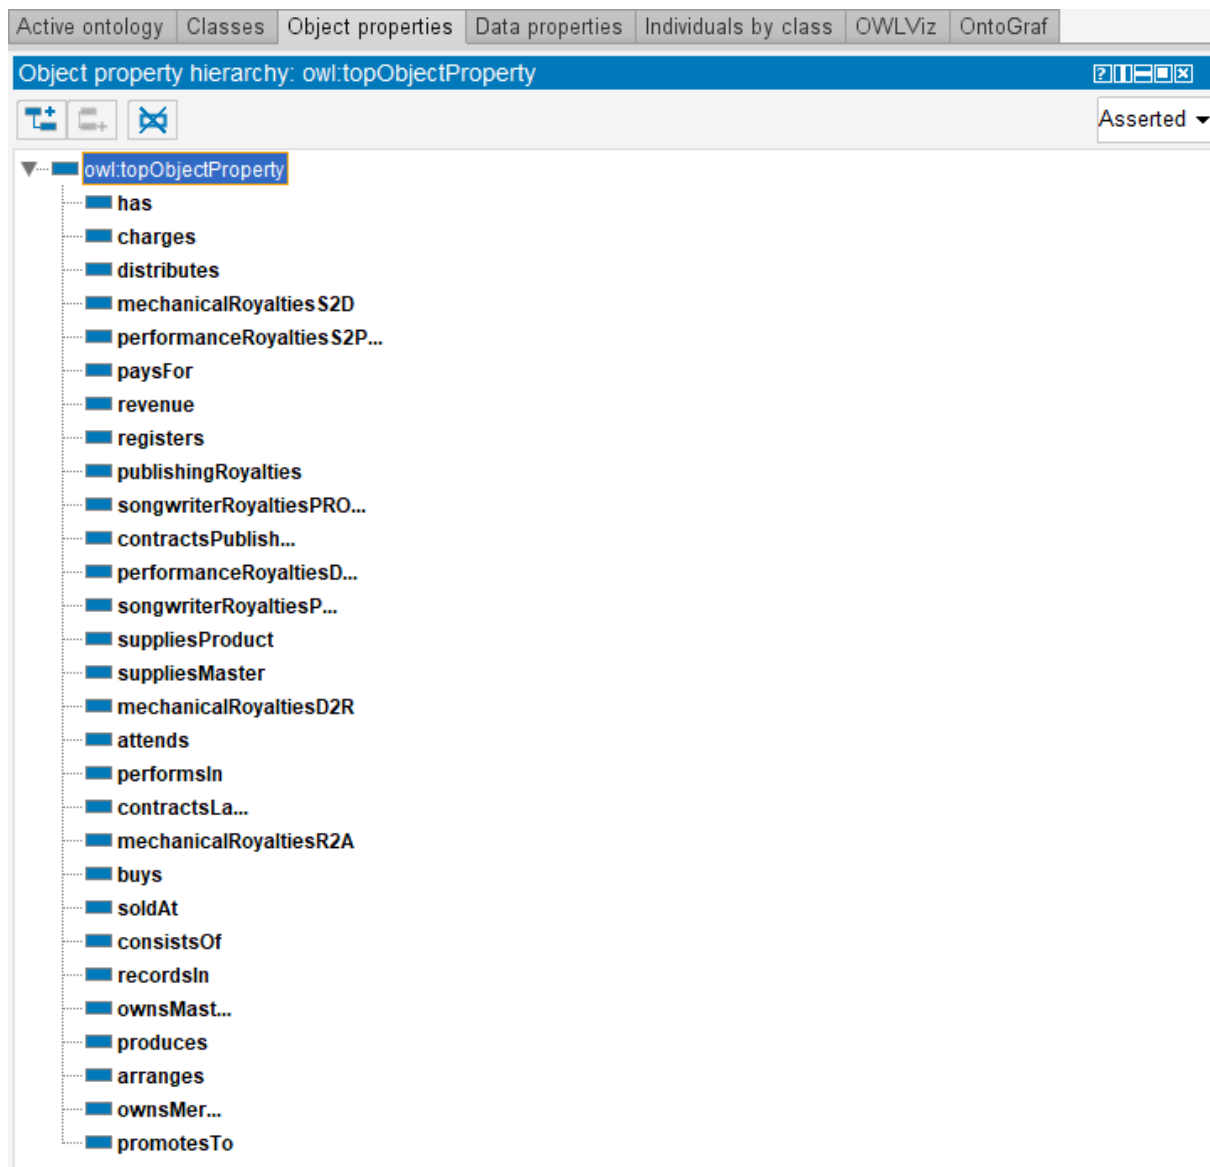 Active ontology Classes Object properties Data properties Individuals by class OWLViz OntoGraf
Object property hierarchy: owl:topObjectProperty
Asserted
owl:topObjectProperty
has
charges
distributes
mechanicalRoyaltiesS2D
performanceRoyaltiesS2P...
paysFor
revenue
registers
publishingRoyalties
songwriterRoyaltiesPRO...
contractsPublish...
performanceRoyaltiesD...
songwriterRoyaltiesP...
suppliesProduct
suppliesMaster
mechanicalRoyaltiesD2R
attends
performsIn
contractsLa...
mechanicalRoyaltiesR2A
buys
soldAt
consistsOf
recordsIn
ownsMast...
produces
arranges
ownsMer...
promotesTo